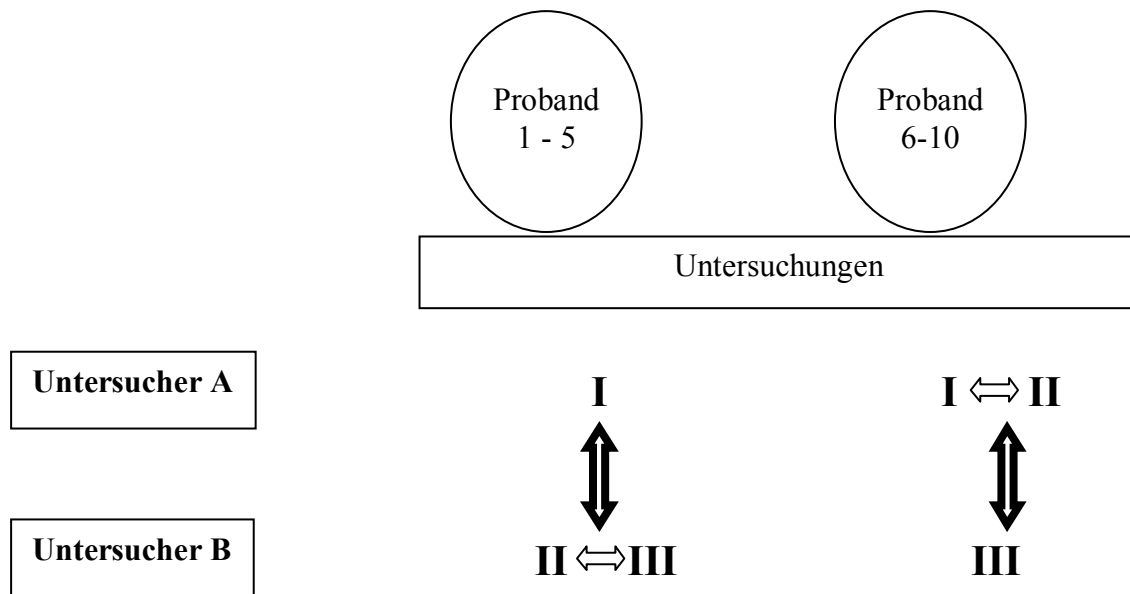 Proband
1 - 5
Proband
6-10
Untersuchungen
Untersucher A
I
I ⇔ II
Untersucher B
II ⇔ III
III